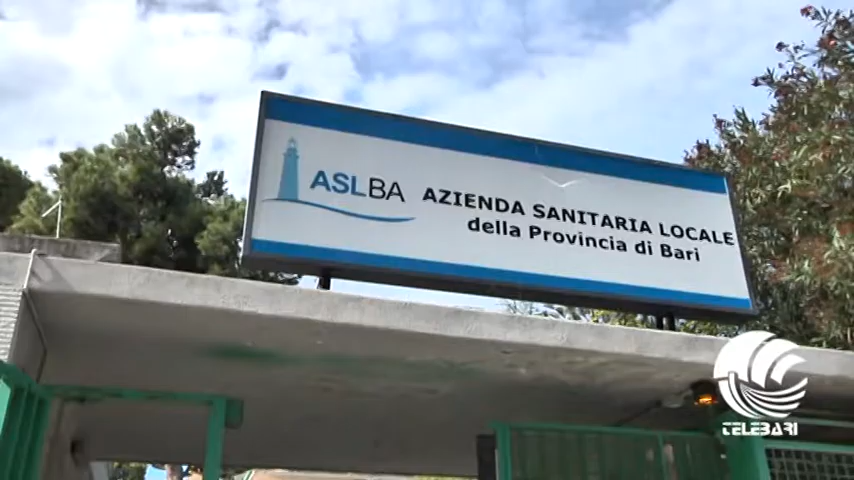 ASLBA
AZIENDA SANITARIA LOCALE
della Provincia di Bari
TELEBARI